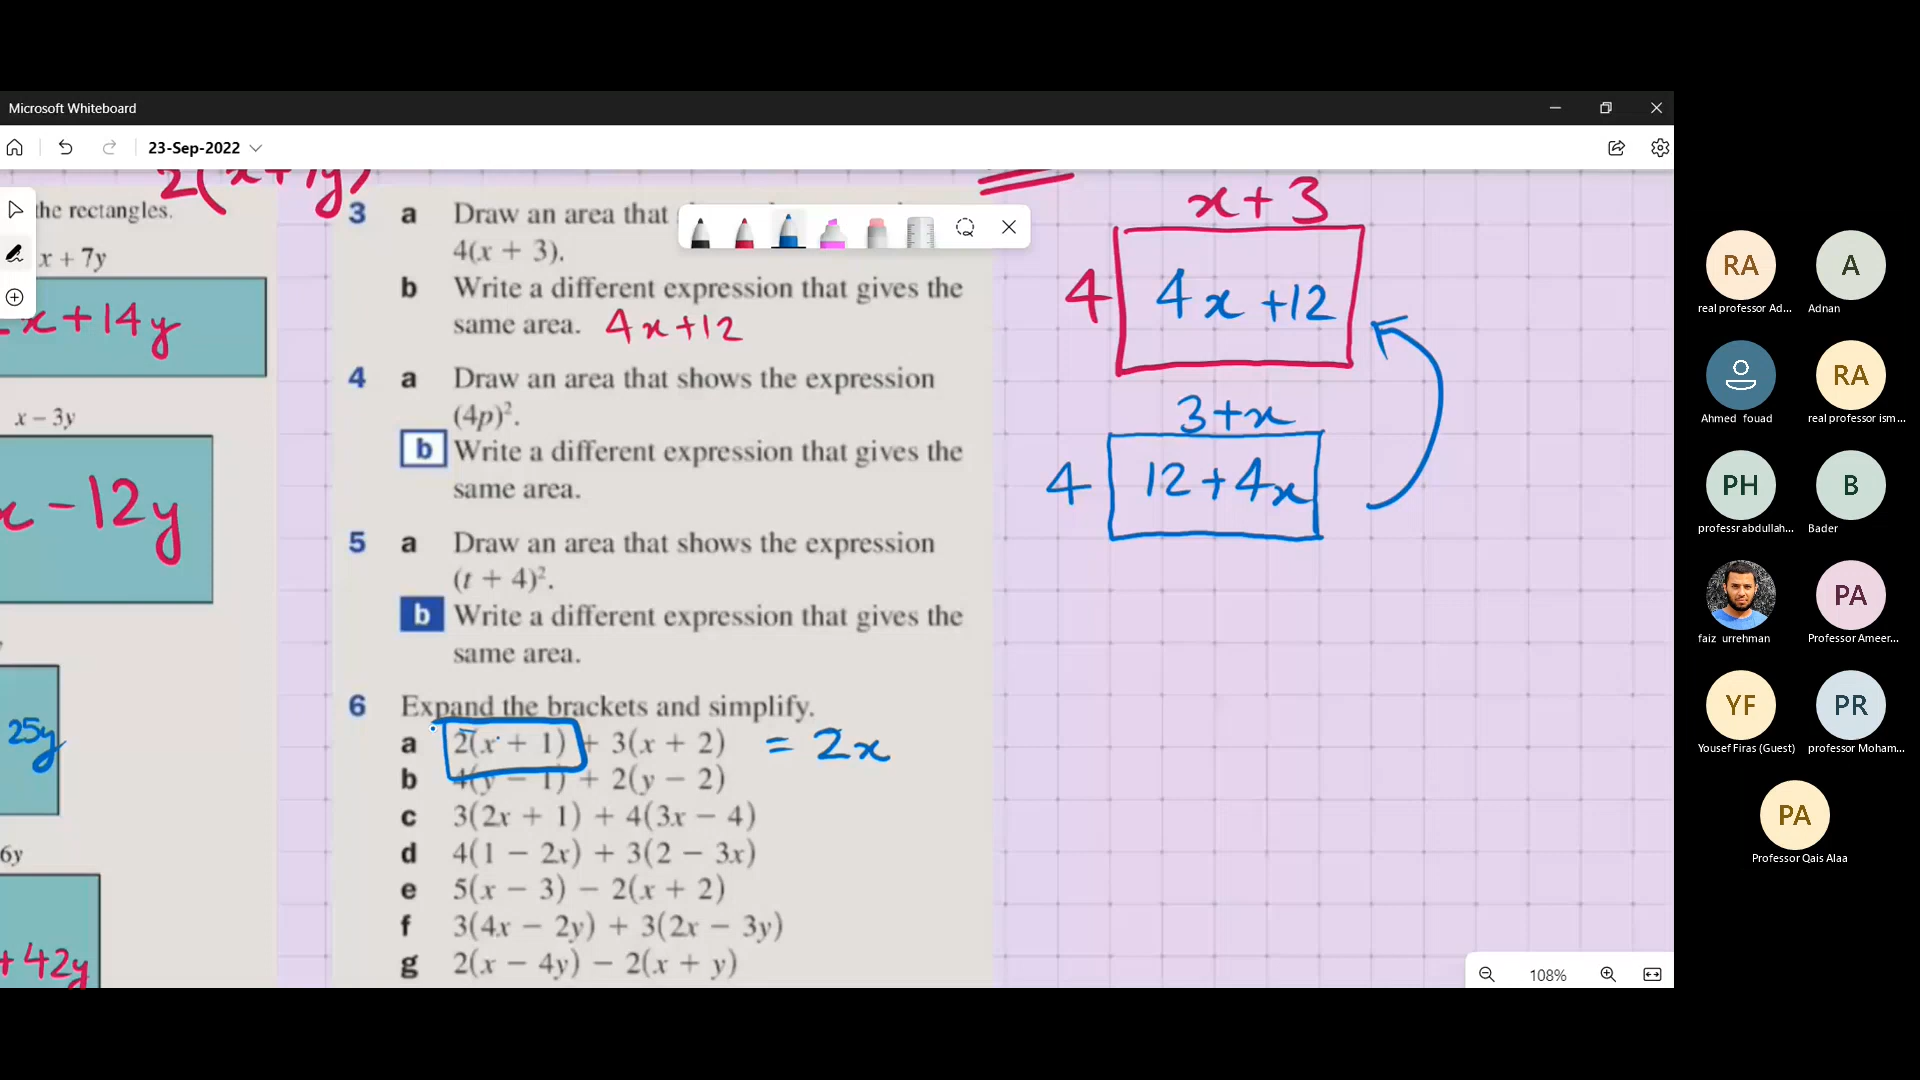 Microsoft Whiteboard
23-Sep-2022
the rectangles.
x + 7y
x+14y
x − 3y
x -12y
25y
6y
+42y
3 a Draw an area that
4(x + 3).
b Write a different expression that gives the
same area. 4x+12
4 a Draw an area that shows the expression
(4p)².
b Write a different expression that gives the
same area.
5 a Draw an area that shows the expression
(t + 4)².
b Write a different expression that gives the
same area.
6 Expand the brackets and simplify.
a 2(x + 1) + 3(x + 2) = 2x
b 4(y − 1) + 2(y − 2)
c 3(2x + 1) + 4(3x − 4)
d 4(1 − 2x) + 3(2 − 3x)
e 5(x − 3) − 2(x + 2)
f 3(4x − 2y) + 3(2x − 3y)
g 2(x − 4y) − 2(x + y)
x+3
4 4x+12
3+x
4 12+4x
108%
RA A
real professor Ad... Adnan
RA
Ahmed fouad real professor ism...
PH B
professr abdullah... Bader
PA
faiz urrehman Professor Ameer...
YF PR
Yousef Firas (Guest) professor Moham...
PA
Professor Qais Alaa